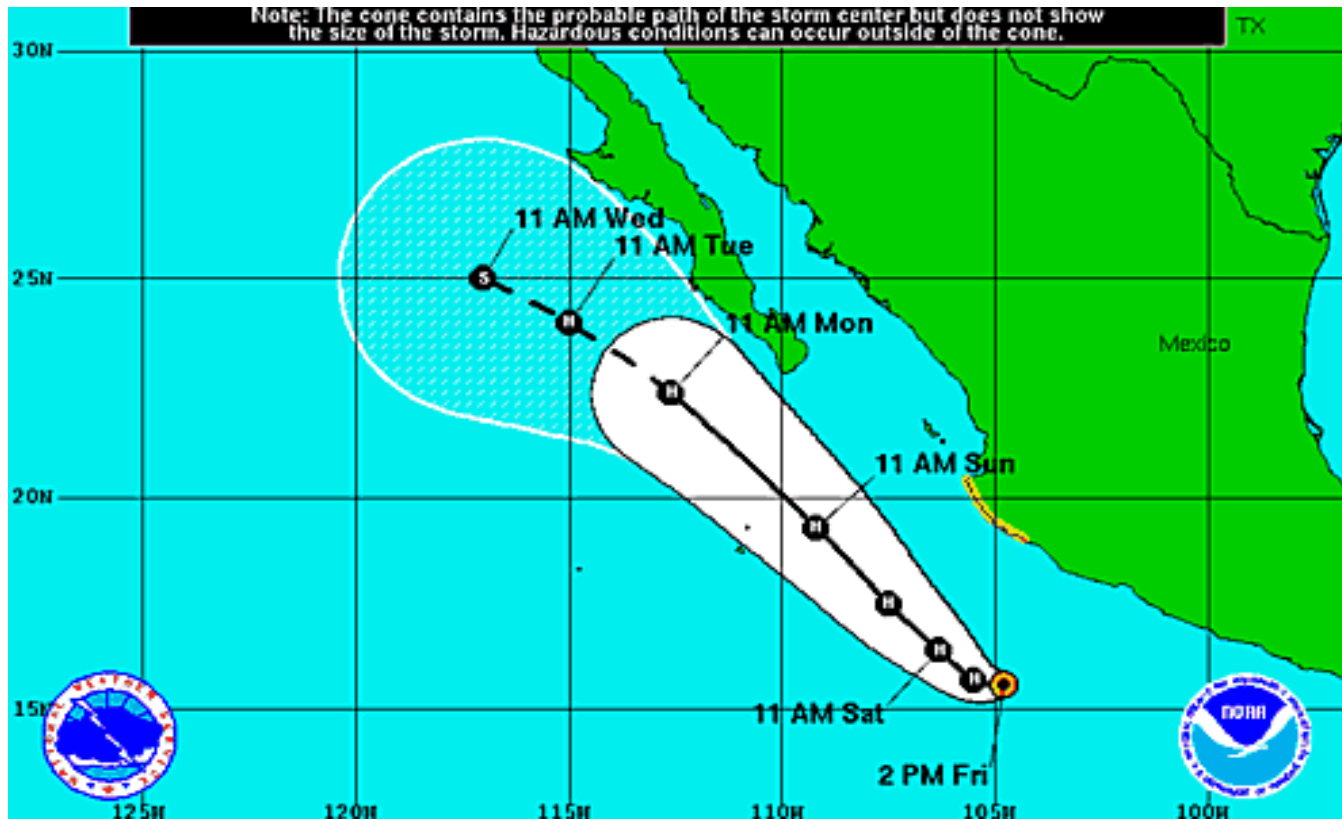 Note: The cone contains the probable path of the storm center but does not show
the size of the storm. Hazardous conditions can occur outside of the cone.
TX
30N
11 AM Wed
11 AM Tue
25N
S
H
11 AM Mon
Mexico
H
11 AM Sun
20N
H
H
H
H
15N
11 AM Sat
2 PM Fri
NATIONAL WEATHER SERVICE
NOAA
125W
120W
115W
110W
105W
100W